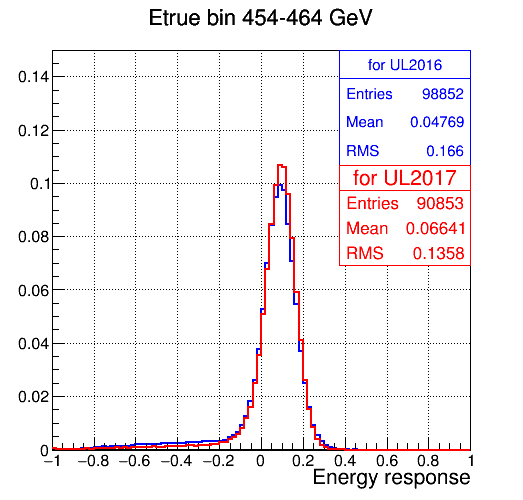 Etrue bin 454-464 GeV
for UL2016
Entries 98852
Mean 0.04769
RMS 0.166
for UL2017
Entries 90853
Mean 0.06641
RMS 0.1358
0.14
0.12
0.1
0.08
0.06
0.04
0.02
0
−1 −0.8 −0.6 −0.4 −0.2 0 0.2 0.4 0.6 0.8 1
Energy response